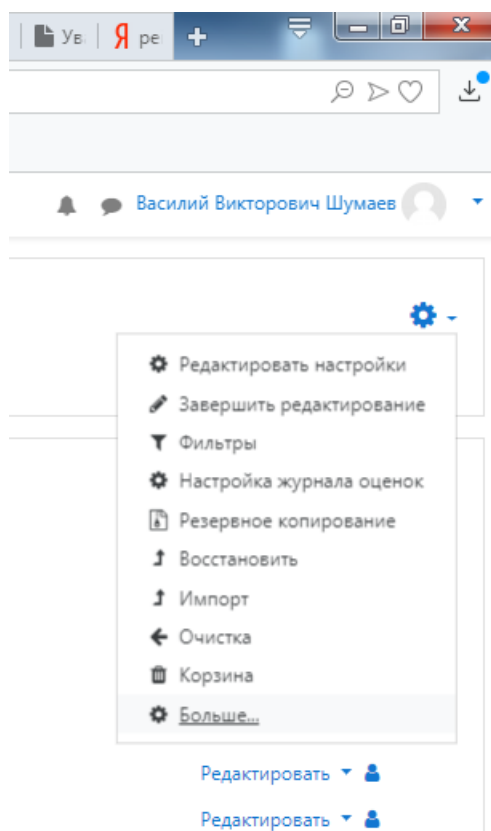 Ув
Я ре
Василий Викторович Шумаев
Редактировать настройки
Завершить редактирование
Фильтры
Настройка журнала оценок
Резервное копирование
Восстановить
Импорт
Очистка
Корзина
Больше...
Редактировать
Редактировать